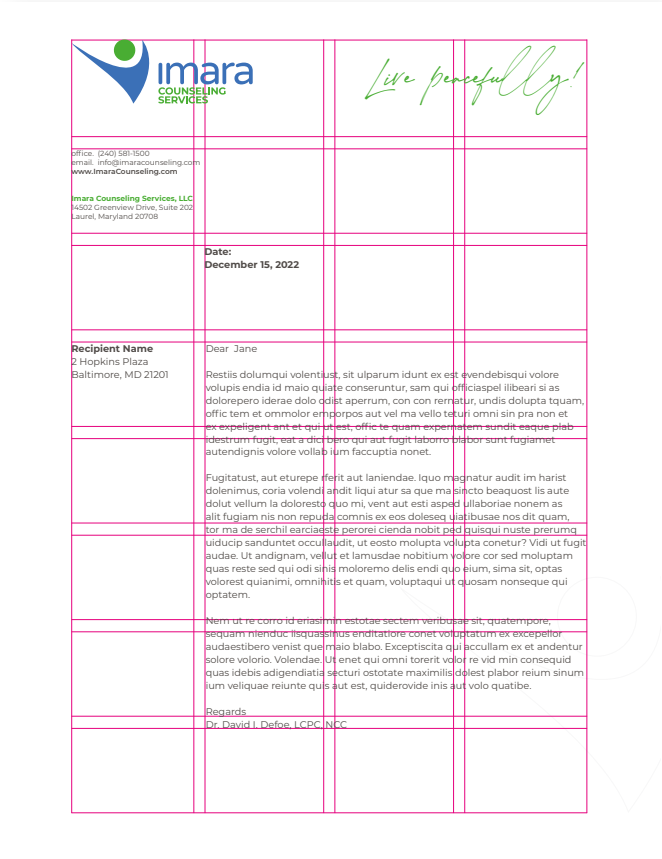 imara
COUNSELING
SERVICES
Live peacefully!
office. (240) 581-1500
email. info@imaracounseling.com
www.ImaraCounseling.com
Imara Counseling Services, LLC
14502 Greenview Drive, Suite 202
Laurel, Maryland 20708
Date:
December 15, 2022
Recipient Name
2 Hopkins Plaza
Baltimore, MD 21201
Dear Jane
Restiis dolumqui volentiust, sit ulparum idunt ex est evendebisqui volore
volupis endia id maio quiate conseruntur, sam qui officiaspel ilibeari si as
dolorepero iderae dolo odist aperrum, con con rernatur, undis dolupta tquam,
offic tem et ommolor emporpos aut vel ma vello teturi omni sin pra non et
ex expeligent ant et qui ut est, offic te quam expernatem sundit eaque plab
idestrum fugit, eat a dici bero qui aut fugit laborro blabor sunt fugiamet
autendignis volore vollab ium faccuptia nonet.
Fugitatust, aut eturepe rferit aut laniendae. Iquo magnatur audit im harist
dolenimus, coria volendi andit liqui atur sa que ma sincto beaquost lis aute
dolut vellum la doloresto quo mi, vent aut esti asped ullaboriae nonem as
alit fugiam nis non repuda comnis ex eos doleseq uiatibusae nos dit quam,
tor ma de serchil earciaeste perorei cienda nobit ped quisqui nuste prerumq
uiducip sanduntet occullaudit, ut eosto molupta volupta conetur? Vidi ut fugit
audae. Ut andignam, vellut et lamusdae nobitium volore cor sed moluptam
quas reste sed qui odi sinis moloremo delis endi quo eium, sima sit, optas
volorest quianimi, omnihitis et quam, voluptaqui ut quosam nonseque qui
optatem.
Nem ut re corro id eriasimin estotae sectem veribusae sit, quatempore,
sequam nienduc iisquassinus enditatiore conet voluptatum ex excepellor
audaestibero venist que maio blabo. Exceptiscita qui accullam ex et andentur
solore volorio. Volendae. Ut enet qui omni torerit volor re vid min consequid
quas idebis adigendiatia securi ostotate maximilis dolest plabor reium sinum
ium veliquae reiunte quis aut est, quiderovide inis aut volo quatibe.
Regards
Dr. David I. Defoe, LCPC, NCC